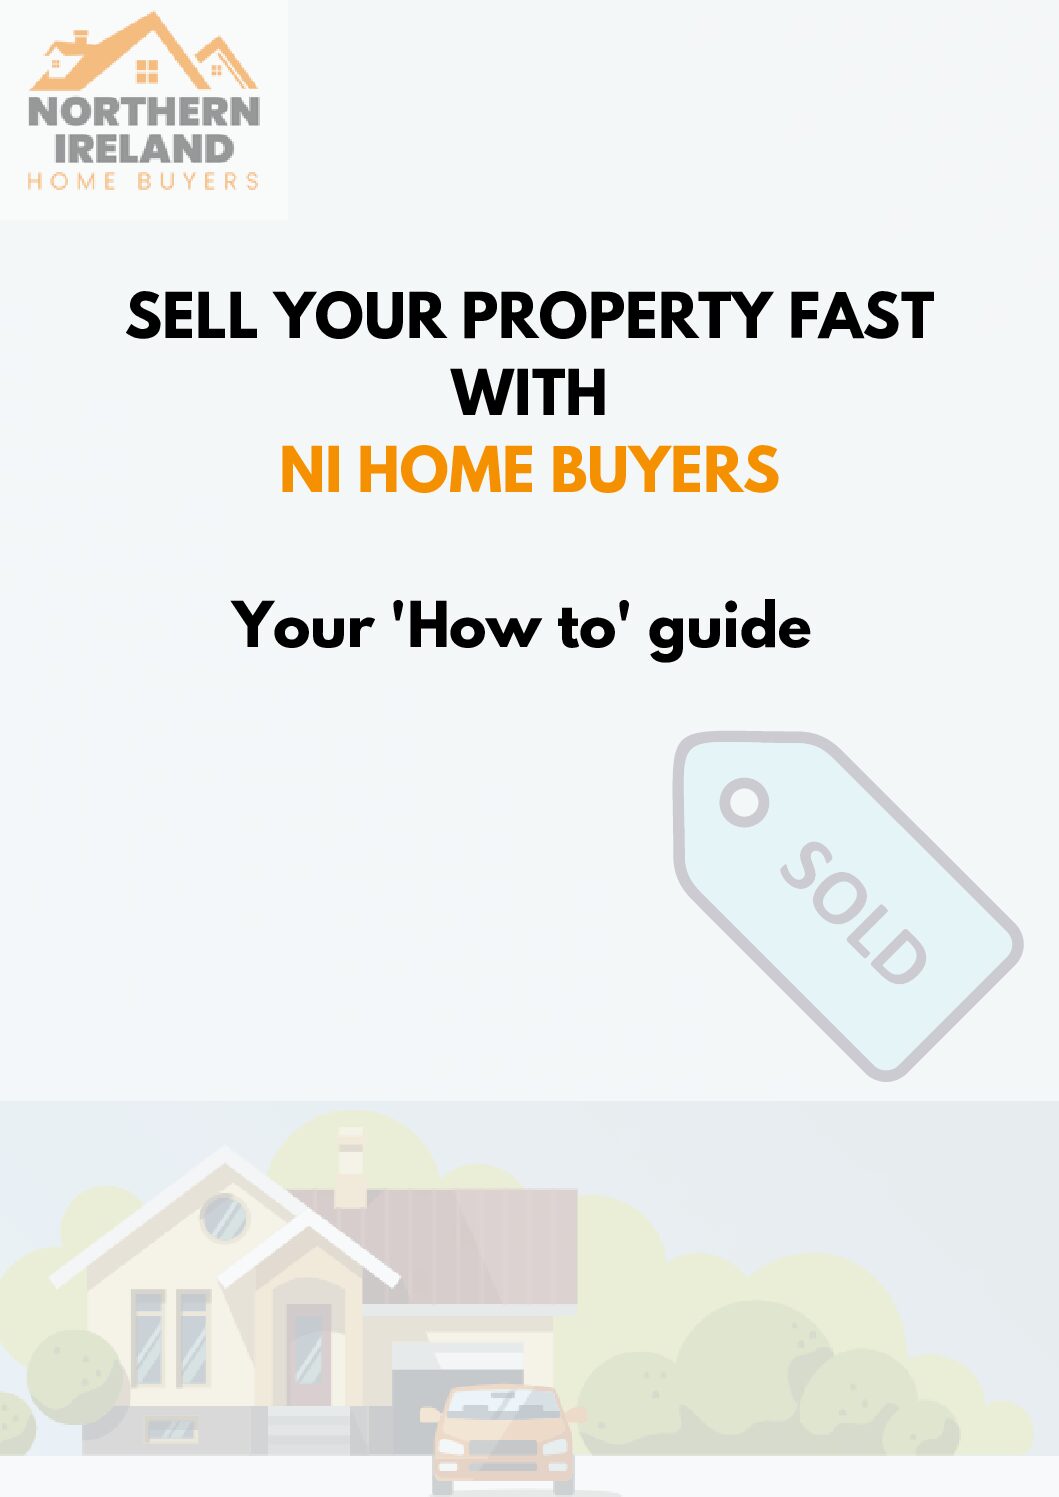 NORTHERN
IRELAND
HOME BUYERS
SELL YOUR PROPERTY FAST
WITH
NI HOME BUYERS
Your 'How to' guide
SOLD